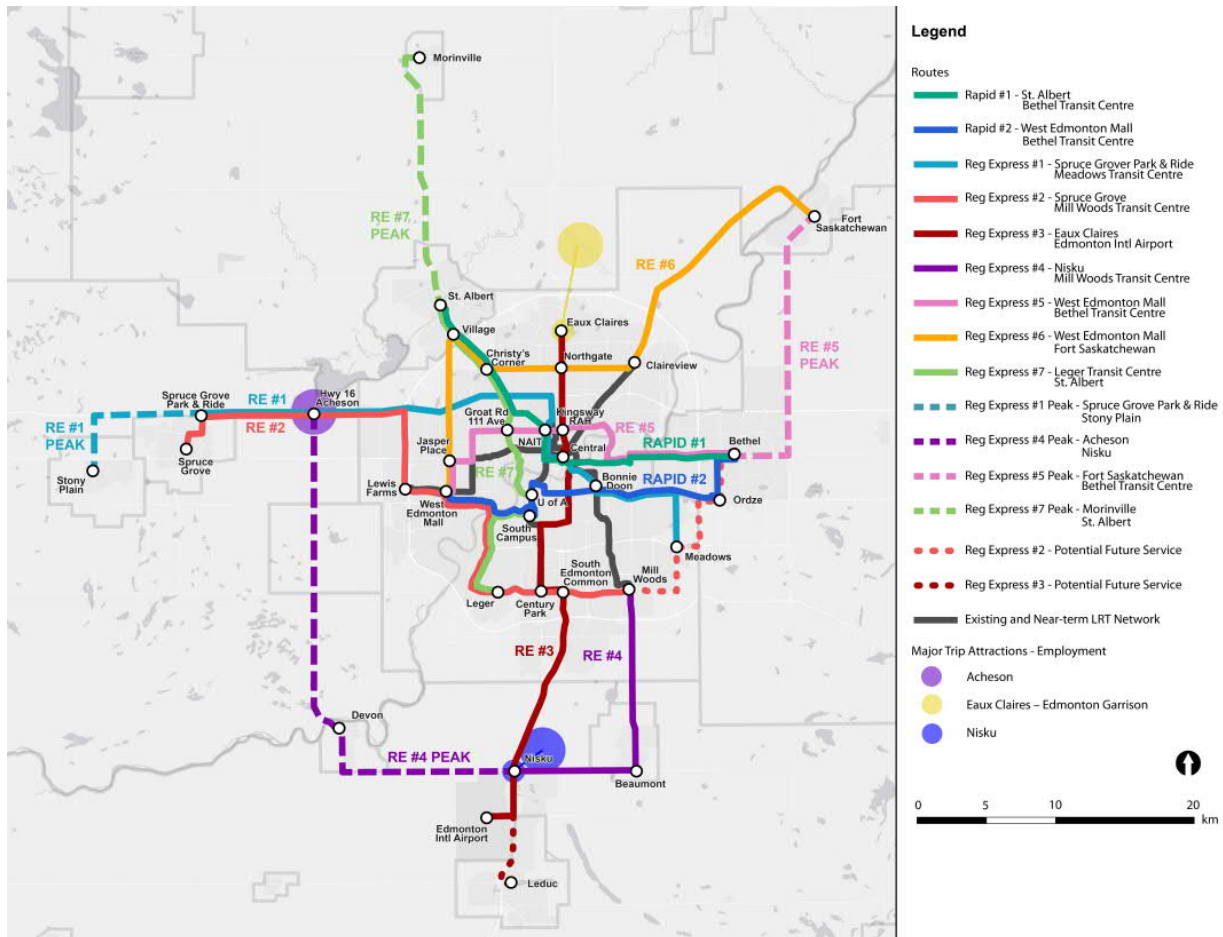 Morinville
RE #7
PEAK
Fort
Saskatchewan
RE #6
St. Albert
Eaux Claires
Village
Christy's
Corner
Northgate
Claireview
RE #5
PEAK
Spruce Grove
Park & Ride
RE #1
Hwy 16
Acheson
Groat Rd
111 Ave
Kingsway
RAH
RE #1
PEAK
RE #2
NAIT
RE #5
RAPID #1
Bethel
Jasper
Place
Central
Spruce
Grove
RE #7
Stony
Plain
Bonnie
Doon
RAPID #2
Lewis
Farms
West
Edmonton
Mall
U of A
Ordze
South
Campus
Meadows
South
Edmonton
Common
Mill
Woods
Leger
Century
Park
RE #3
RE #4
Devon
RE #4 PEAK
Nisku
Beaumont
Edmonton
Intl Airport
Leduc
Legend
Routes
Rapid #1 - St. Albert
Bethel Transit Centre
Rapid #2 - West Edmonton Mall
Bethel Transit Centre
Reg Express #1 - Spruce Grover Park & Ride
Meadows Transit Centre
Reg Express #2 - Spruce Grove
Mill Woods Transit Centre
Reg Express #3 - Eaux Claires
Edmonton Intl Airport
Reg Express #4 - Nisku
Mill Woods Transit Centre
Reg Express #5 - West Edmonton Mall
Bethel Transit Centre
Reg Express #6 - West Edmonton Mall
Fort Saskatchewan
Reg Express #7 - Leger Transit Centre
St. Albert
Reg Express #1 Peak - Spruce Grove Park & Ride
Stony Plain
Reg Express #4 Peak - Acheson
Nisku
Reg Express #5 Peak - Fort Saskatchewan
Bethel Transit Centre
Reg Express #7 Peak - Morinville
St. Albert
Reg Express #2 - Potential Future Service
Reg Express #3 - Potential Future Service
Existing and Near-term LRT Network
Major Trip Attractions - Employment
Acheson
Eaux Claires – Edmonton Garrison
Nisku
0 5 10 20
km